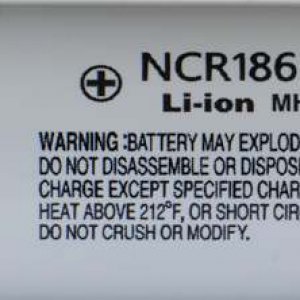 NCR186
Li-ion MH
WARNING :BATTERY MAY EXPLOD
DO NOT DISASSEMBLE OR DISPOS
CHARGE EXCEPT SPECIFIED CHAR
HEAT ABOVE 212°F, OR SHORT CIR
DO NOT CRUSH OR MODIFY.